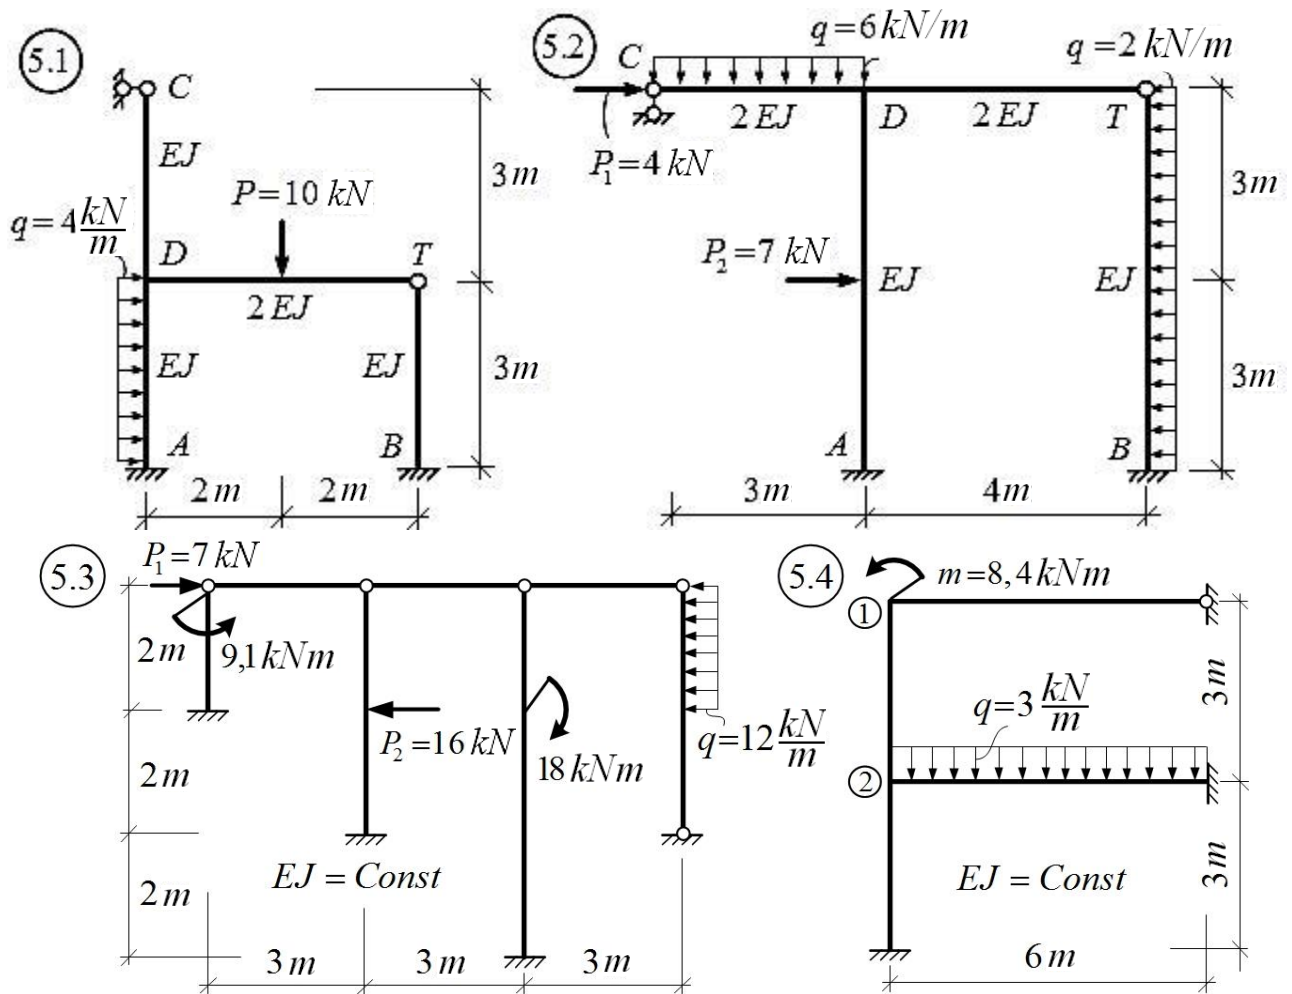 5.1
C
EJ
3m
P=10 kN
q=4 kN/m
D
T
2EJ
EJ
EJ
3m
A
B
2m
2m
5.2
C
q=6 kN/m
q=2 kN/m
2EJ
D
2EJ
T
P₁=4 kN
3m
P₂=7 kN
EJ
EJ
3m
A
B
3m
4m
5.3
P₁=7 kN
2m
9,1 kNm
P₂=16 kN
q=12 kN/m
18 kNm
2m
EJ = Const
2m
3m
3m
3m
5.4
m=8,4 kNm
1
3m
q=3 kN/m
2
3m
EJ = Const
6m